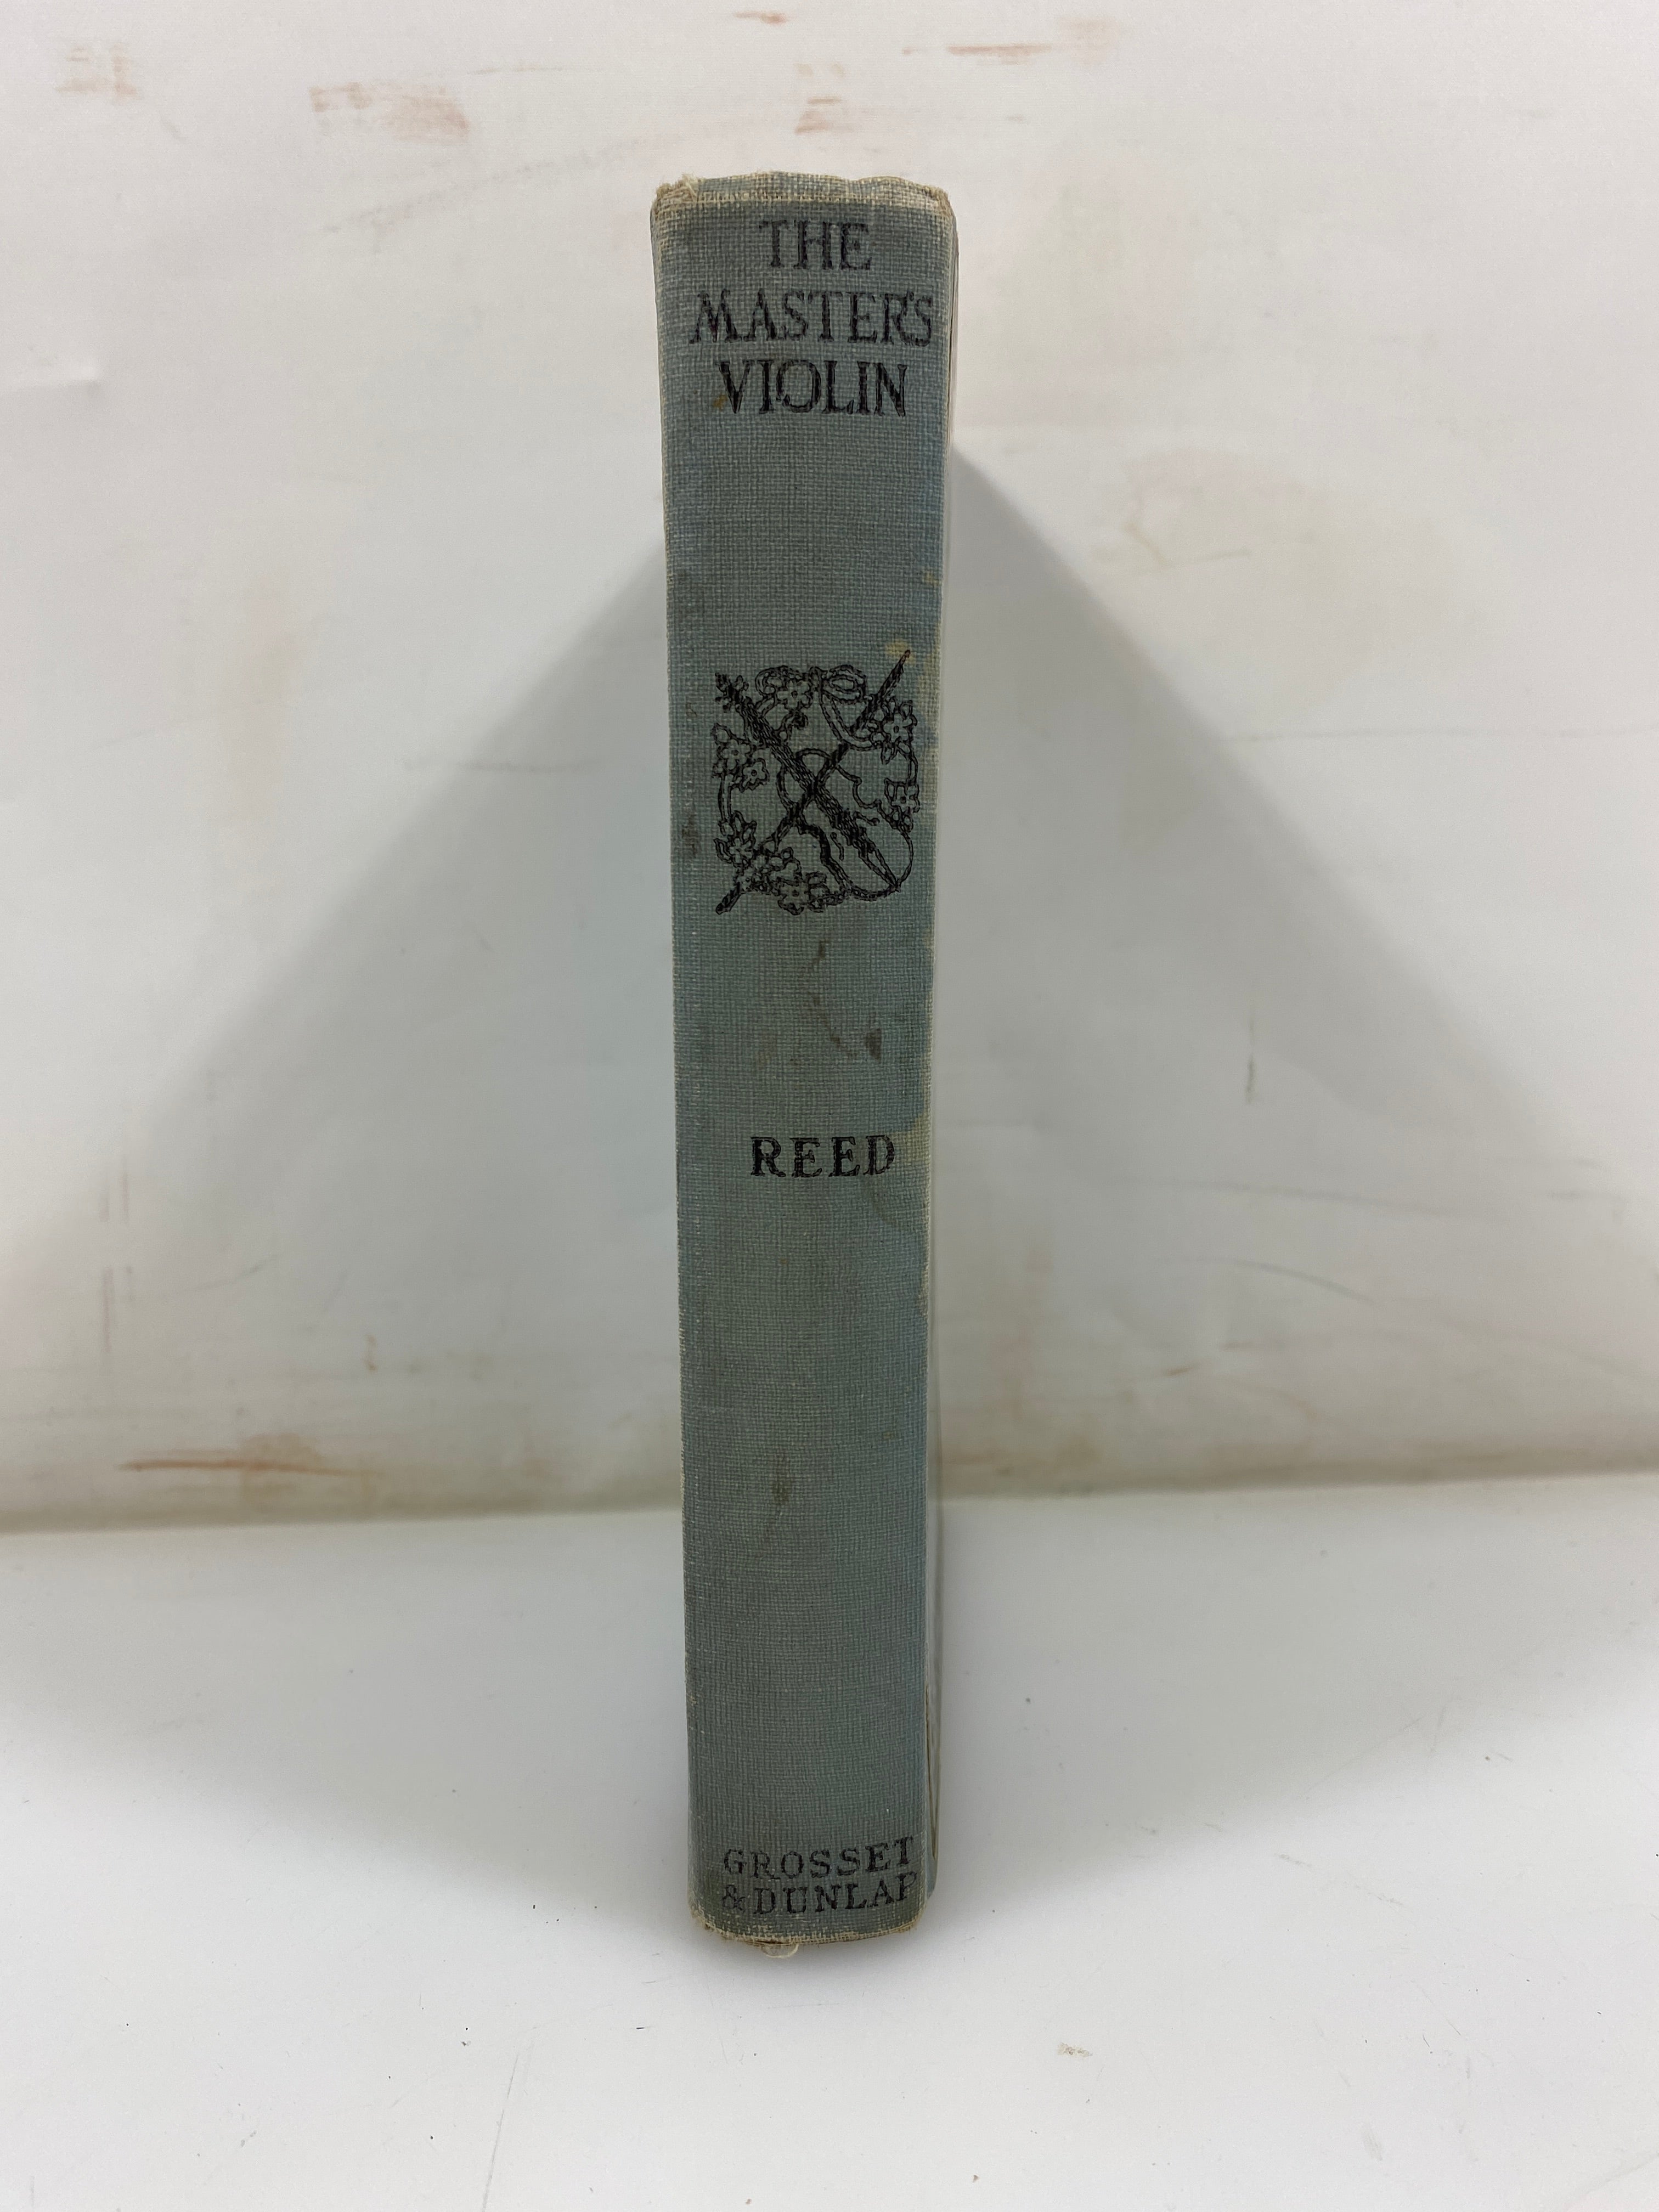 THE
MASTER'S
VIOLIN
REED
GROSSET
& DUNLAP